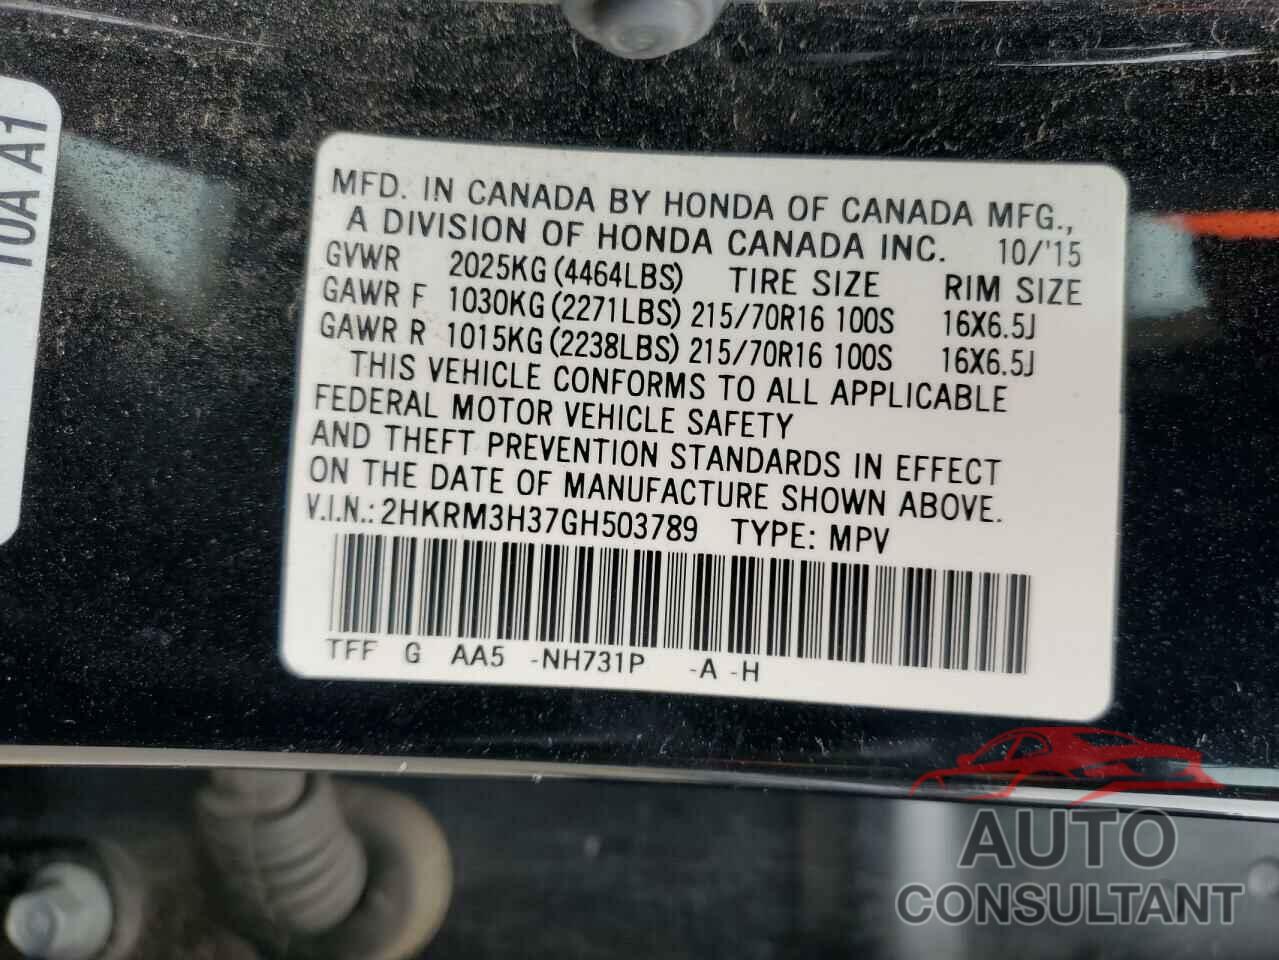 10A A1
MFD. IN CANADA BY HONDA OF CANADA MFG.,
A DIVISION OF HONDA CANADA INC. 10/'15
GVWR 2025KG (4464LBS) TIRE SIZE RIM SIZE
GAWR F 1030KG (2271LBS) 215/70R16 100S 16X6.5J
GAWR R 1015KG (2238LBS) 215/70R16 100S 16X6.5J
THIS VEHICLE CONFORMS TO ALL APPLICABLE
FEDERAL MOTOR VEHICLE SAFETY
AND THEFT PREVENTION STANDARDS IN EFFECT
ON THE DATE OF MANUFACTURE SHOWN ABOVE.
V.I.N.: 2HKRM3H37GH503789 TYPE: MPV
TFF G AA5 -NH731P -A -H
AUTO
CONSULTANT